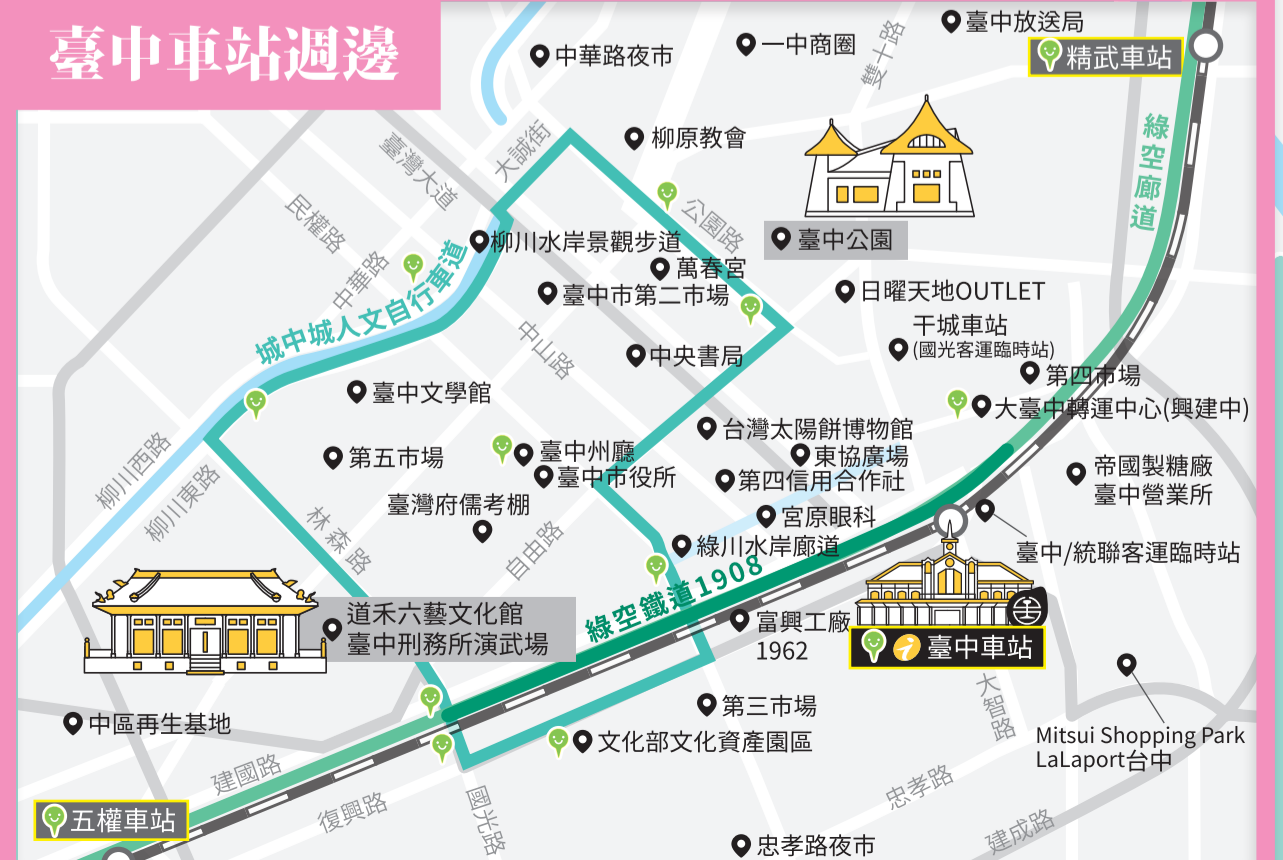 臺中車站週邊
中華路夜市
一中商圈
雙十路
臺中放送局
精武車站
綠空廊道
臺灣大道
大誠街
柳原教會
民權路
公園路
臺中公園
柳川水岸景觀步道
中華路
萬春宮
臺中市第二市場
日曜天地OUTLET
干城車站
(國光客運臨時站)
城中城人文自行車道
中山路
中央書局
第四市場
臺中文學館
大臺中轉運中心(興建中)
台灣太陽餅博物館
第五市場
臺中州廳
東協廣場
臺中市役所
第四信用合作社
帝國製糖廠
臺中營業所
柳川西路
柳川東路
臺灣府儒考棚
林森路
自由路
宮原眼科
綠川水岸廊道
臺中/統聯客運臨時站
綠空鐵道1908
道禾六藝文化館
臺中刑務所演武場
富興工廠
1962
臺中車站
中區再生基地
第三市場
大智路
文化部文化資產園區
Mitsui Shopping Park
LaLaport台中
建國路
復興路
國光路
忠孝路
建成路
五權車站
忠孝路夜市